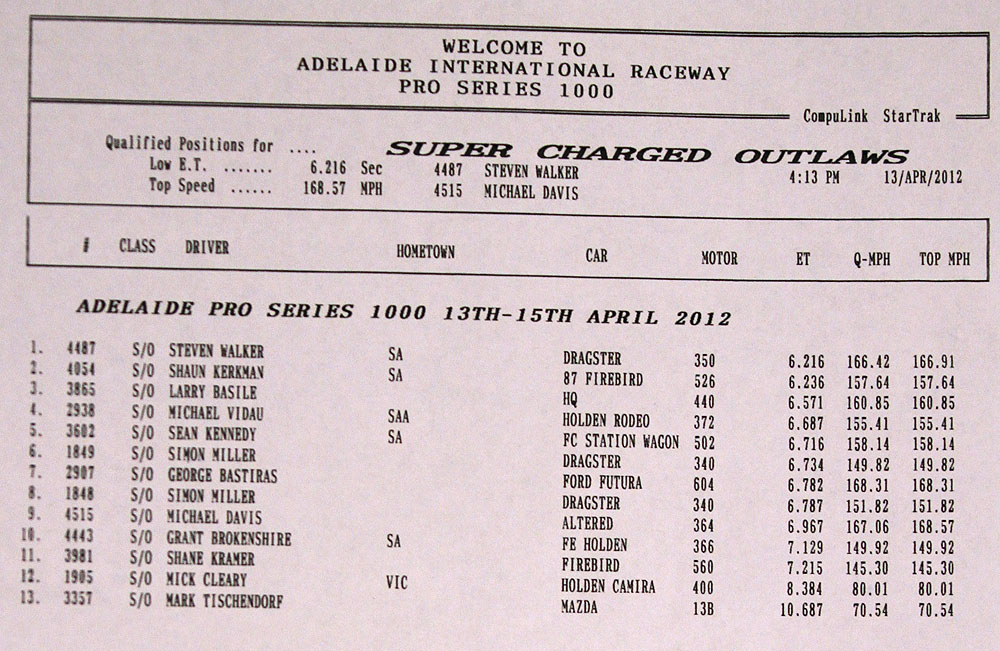 WELCOME TO
ADELAIDE INTERNATIONAL RACEWAY
PRO SERIES 1000
CompuLink StarTrak
Qualified Positions for .... SUPER CHARGED OUTLAWS
Low E.T. ....... 6.216 Sec 4487 STEVEN WALKER 4:13 PM 13/APR/2012
Top Speed ...... 168.57 MPH 4515 MICHAEL DAVIS
# CLASS DRIVER HOMETOWN CAR MOTOR ET Q-MPH TOP MPH
ADELAIDE PRO SERIES 1000 13TH-15TH APRIL 2012
1. 4487 S/O STEVEN WALKER SA DRAGSTER 350 6.216 166.42 166.91
2. 4054 S/O SHAUN KERKMAN SA 87 FIREBIRD 526 6.236 157.64 157.64
3. 3865 S/O LARRY BASILE HQ 440 6.571 160.85 160.85
4. 2938 S/O MICHAEL VIDAU SAA HOLDEN RODEO 372 6.687 155.41 155.41
5. 3602 S/O SEAN KENNEDY SA FC STATION WAGON 502 6.716 158.14 158.14
6. 1849 S/O SIMON MILLER DRAGSTER 340 6.734 149.82 149.82
7. 2907 S/O GEORGE BASTIRAS FORD FUTURA 604 6.782 168.31 168.31
8. 1848 S/O SIMON MILLER DRAGSTER 340 6.787 151.82 151.82
9. 4515 S/O MICHAEL DAVIS ALTERED 364 6.967 167.06 168.57
10. 4443 S/O GRANT BROKENSHIRE SA FE HOLDEN 366 7.129 149.92 149.92
11. 3981 S/O SHANE KRAMER FIREBIRD 560 7.215 145.30 145.30
12. 1905 S/O MICK CLEARY VIC HOLDEN CAMIRA 400 8.384 80.01 80.01
13. 3357 S/O MARK TISCHENDORF MAZDA 13B 10.687 70.54 70.54